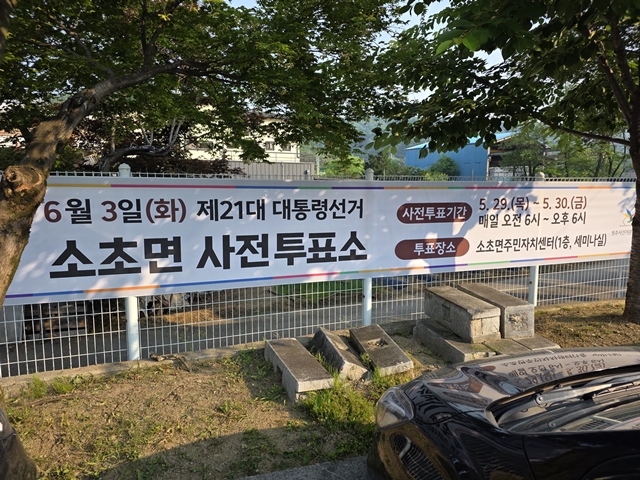 6월 3일(화) 제21대 대통령선거
소초면 사전투표소
사전투표기간
5. 29.(목) ~ 5. 30.(금)
매일 오전 6시 ~ 오후 6시
투표장소
소초면주민자치센터(1층, 세미나실)